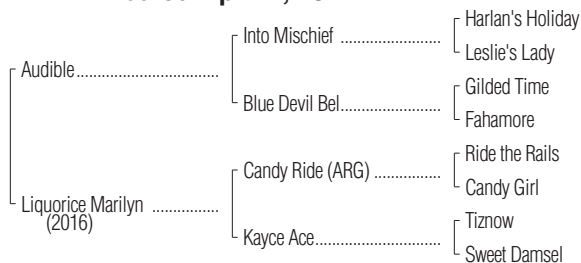 Harlan's Holiday
Into Mischief
Leslie's Lady
Audible
Gilded Time
Blue Devil Bel
Fahamore
Ride the Rails
Candy Ride (ARG)
Candy Girl
Liquorice Marilyn
(2016)
Tiznow
Kayce Ace
Sweet Damsel